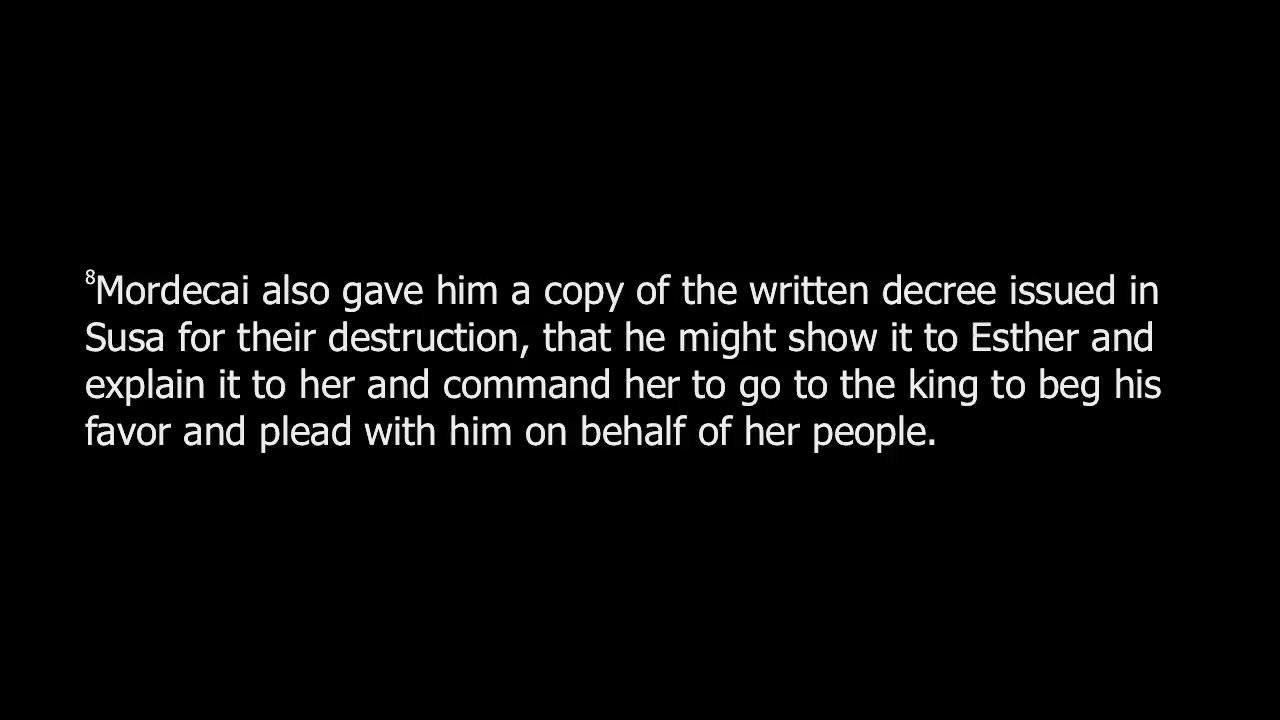 8Mordecai also gave him a copy of the written decree issued in
Susa for their destruction, that he might show it to Esther and
explain it to her and command her to go to the king to beg his
favor and plead with him on behalf of her people.